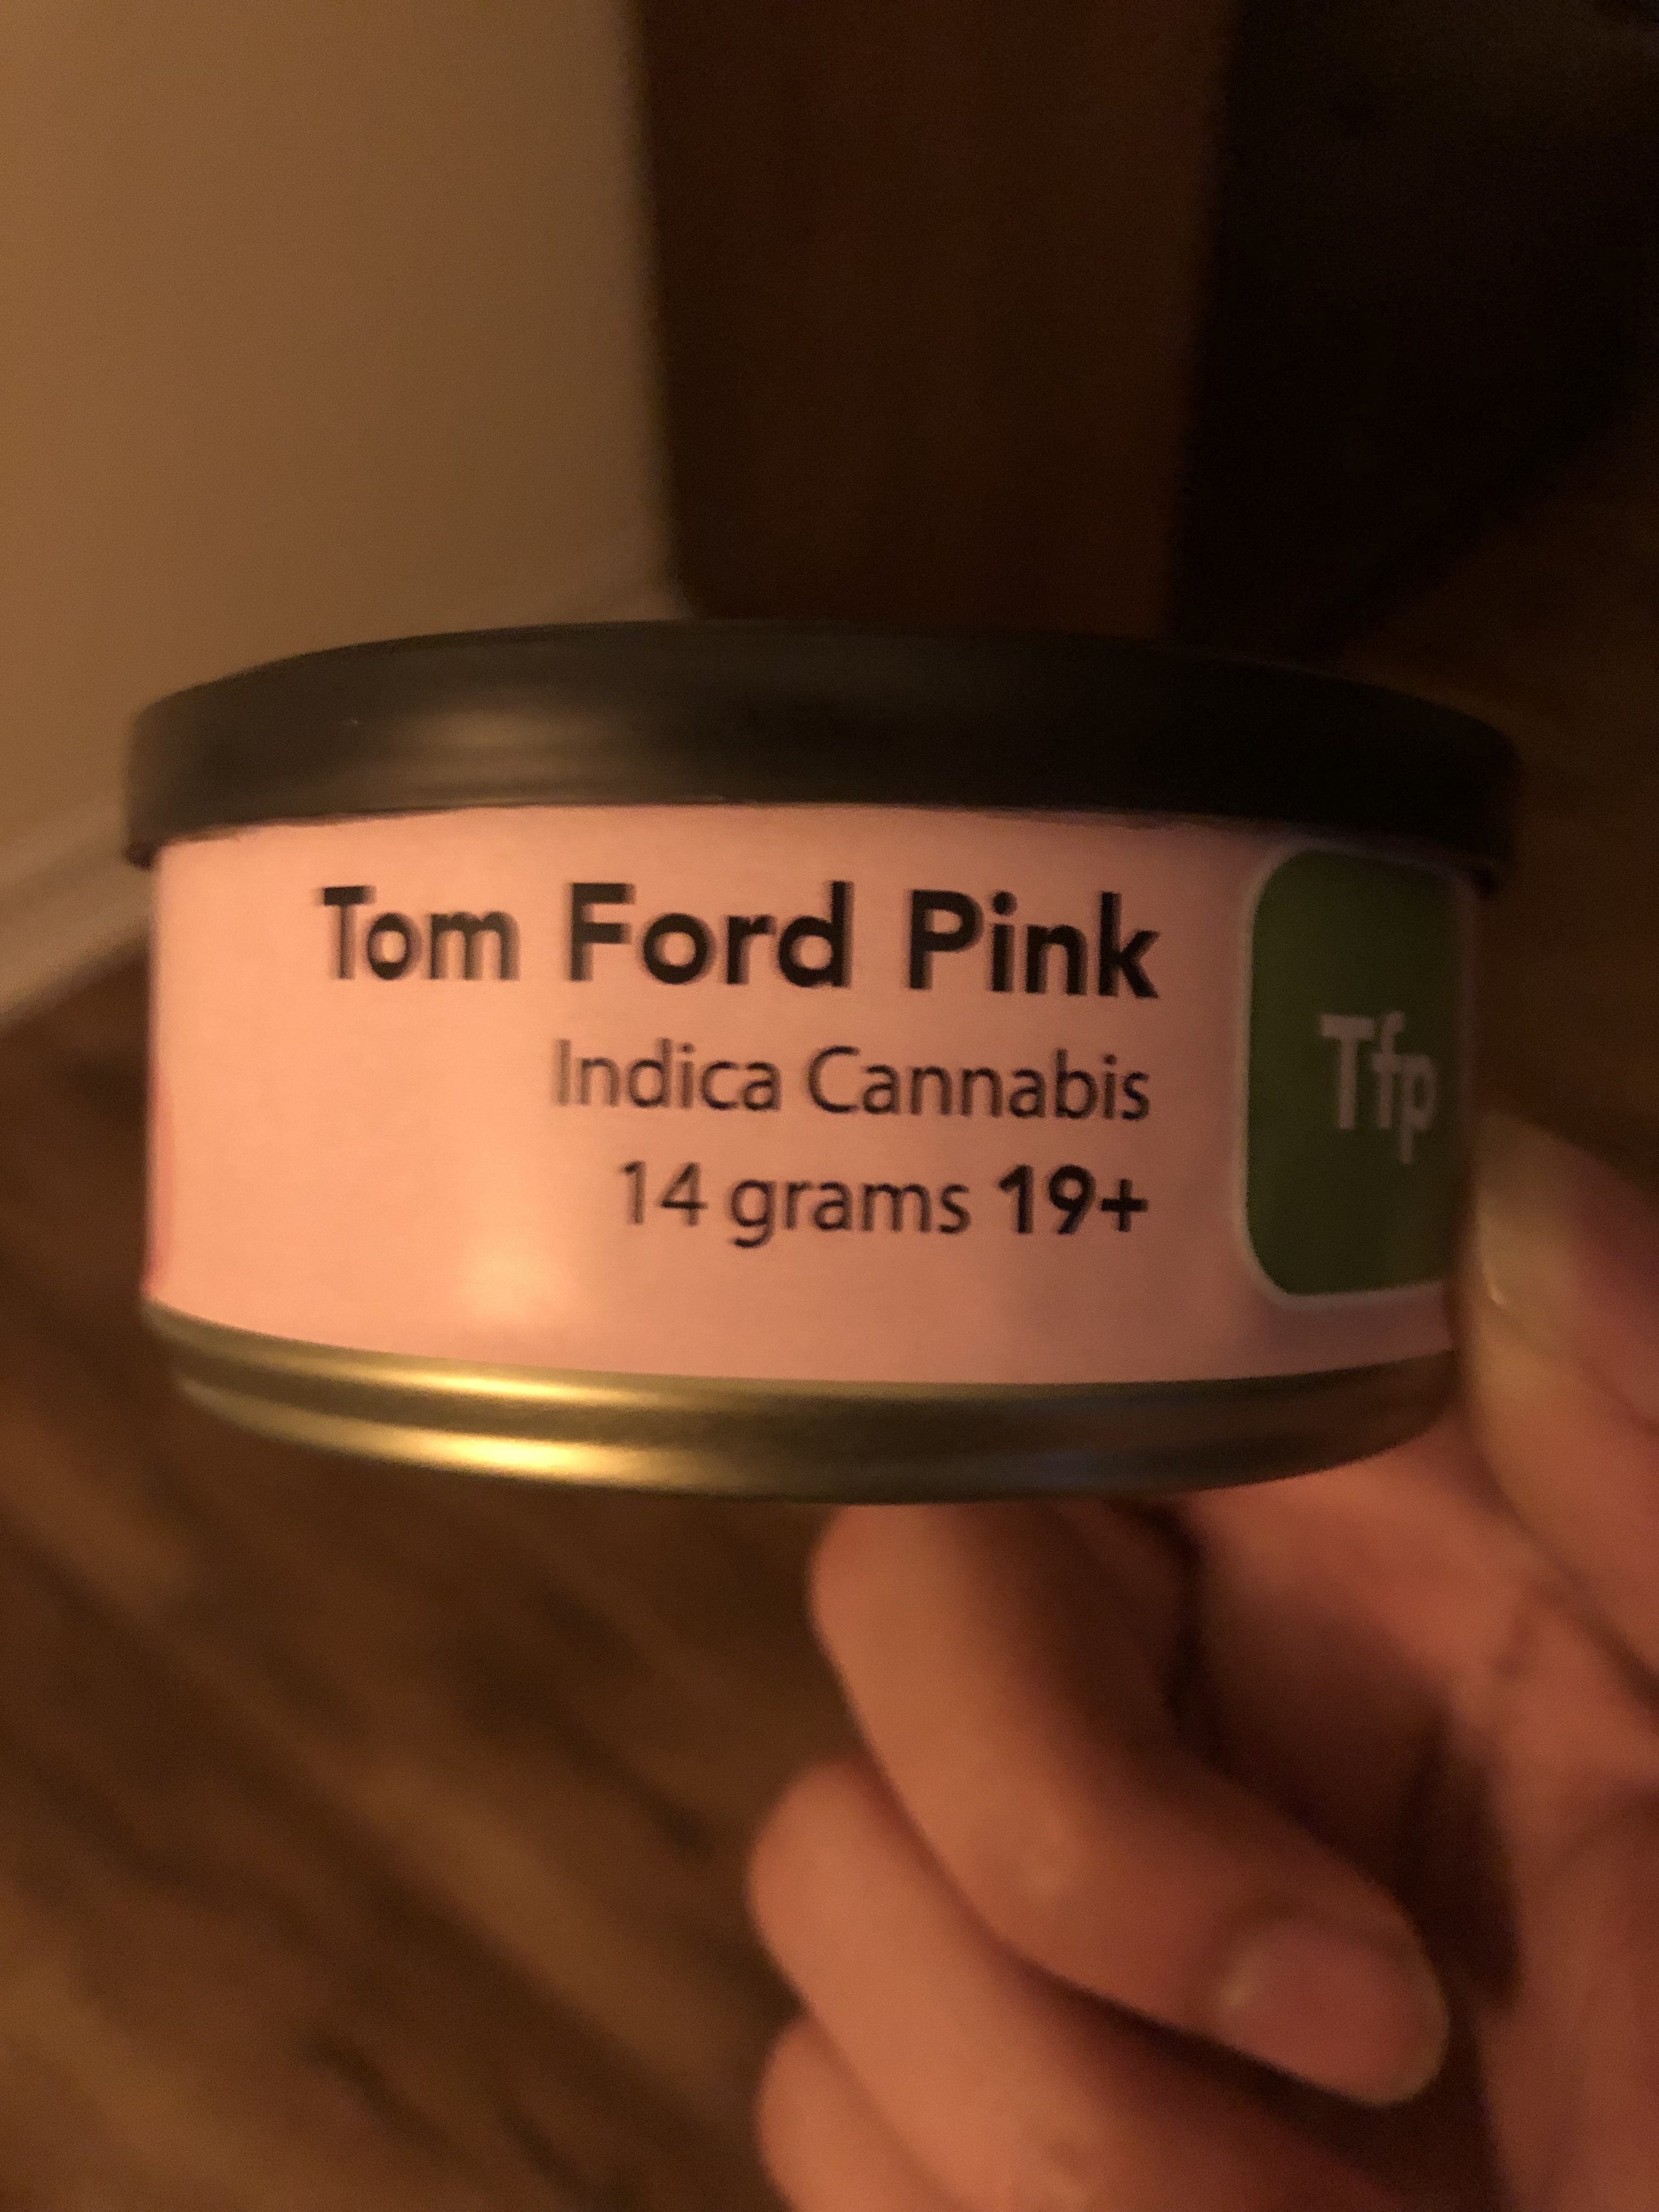 Tom Ford Pink
Indica Cannabis
14 grams 19+
Tfp